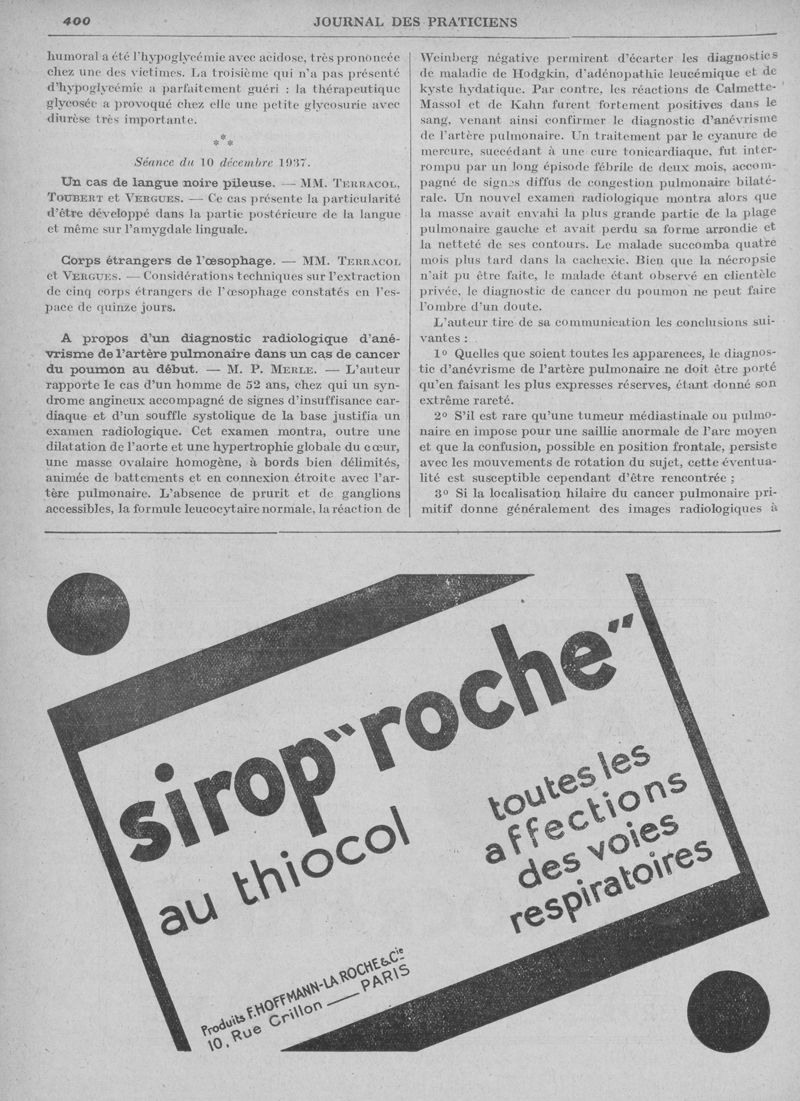 400
JOURNAL DES PRATICIENS
humoral a été l'hypoglycémie avec acidose, très prononcée
chez une des victimes. La troisième qui n'a pas présenté
d'hypoglycémie a parfaitement guéri : la thérapeutique
glycosée a provoqué chez elle une petite glycosurie avec
diurèse très importante.
*
* *
Séance du 10 décembre 1937.
Un cas de langue noire pileuse. — MM. TERRACOL,
TOUBERT et VERGUES. — Ce cas présente la particularité
d'être développé dans la partie postérieure de la langue
et même sur l'amygdale linguale.
Corps étrangers de l'œsophage. — MM. TERRACOL
et VERGUES. — Considérations techniques sur l'extraction
de cinq corps étrangers de l'œsophage constatés en l'es-
pace de quinze jours.
A propos d'un diagnostic radiologique d'ané-
vrisme de l'artère pulmonaire dans un cas de cancer
du poumon au début. — M. P. MERLE. — L'auteur
rapporte le cas d'un homme de 52 ans, chez qui un syn-
drome angineux accompagné de signes d'insuffisance car-
diaque et d'un souffle systolique de la base justifia un
examen radiologique. Cet examen montra, outre une
dilatation de l'aorte et une hypertrophie globale du cœur,
une masse ovalaire homogène, à bords bien délimités,
animée de battements et en connexion étroite avec l'ar-
tère pulmonaire. L'absence de prurit et de ganglions
accessibles, la formule leucocytaire normale, la réaction de
Weinberg négative permirent d'écarter les diagnostics
de maladie de Hodgkin, d'adénopathie leucémique et de
kyste hydatique. Par contre, les réactions de Calmette-
Massol et de Kahn furent fortement positives dans le
sang, venant ainsi confirmer le diagnostic d'anévrisme
de l'artère pulmonaire. Un traitement par le cyanure de
mercure, succédant à une cure tonicardiaque, fut inter-
rompu par un long épisode fébrile de deux mois, accom-
pagné de signes diffus de congestion pulmonaire bilaté-
rale. Un nouvel examen radiologique montra alors que
la masse avait envahi la plus grande partie de la plage
pulmonaire gauche et avait perdu sa forme arrondie et
la netteté de ses contours. Le malade succomba quatre
mois plus tard dans la cachexie. Bien que la nécropsie
n'ait pu être faite, le malade étant observé en clientèle
privée, le diagnostic de cancer du poumon ne peut faire
l'ombre d'un doute.
L'auteur tire de sa communication les conclusions sui-
vantes :
1º Quelles que soient toutes les apparences, le diagnos-
tic d'anévrisme de l'artère pulmonaire ne doit être porté
qu'en faisant les plus expresses réserves, étant donné son
extrême rareté.
2º S'il est rare qu'une tumeur médiastinale ou pulmo-
naire en impose pour une saillie anormale de l'arc moyen
et que la confusion, possible en position frontale, persiste
avec les mouvements de rotation du sujet, cette éventua-
lité est susceptible cependant d'être rencontrée ;
3º Si la localisation hilaire du cancer pulmonaire pri-
mitif donne généralement des images radiologiques à
sirop "roche"
au thiocol
toutes les
affections
des voies
respiratoires
Produits F. HOFFMANN-LA ROCHE & Cie
10, Rue Crillon — PARIS